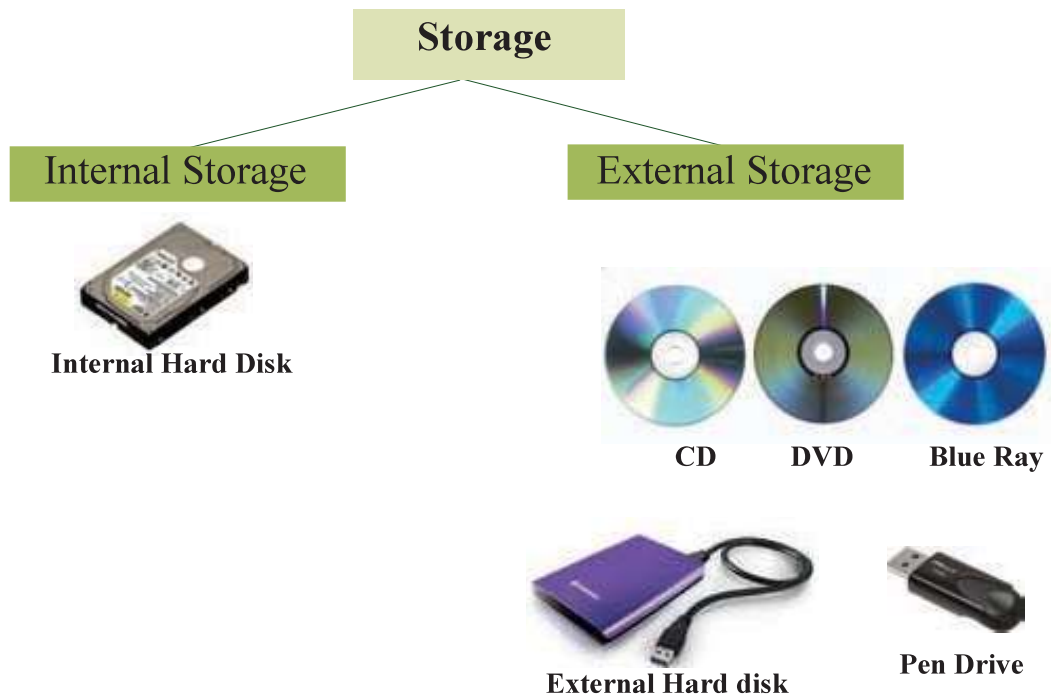 Storage
Internal Storage
External Storage
Internal Hard Disk
CD DVD Blue Ray
External Hard disk
Pen Drive